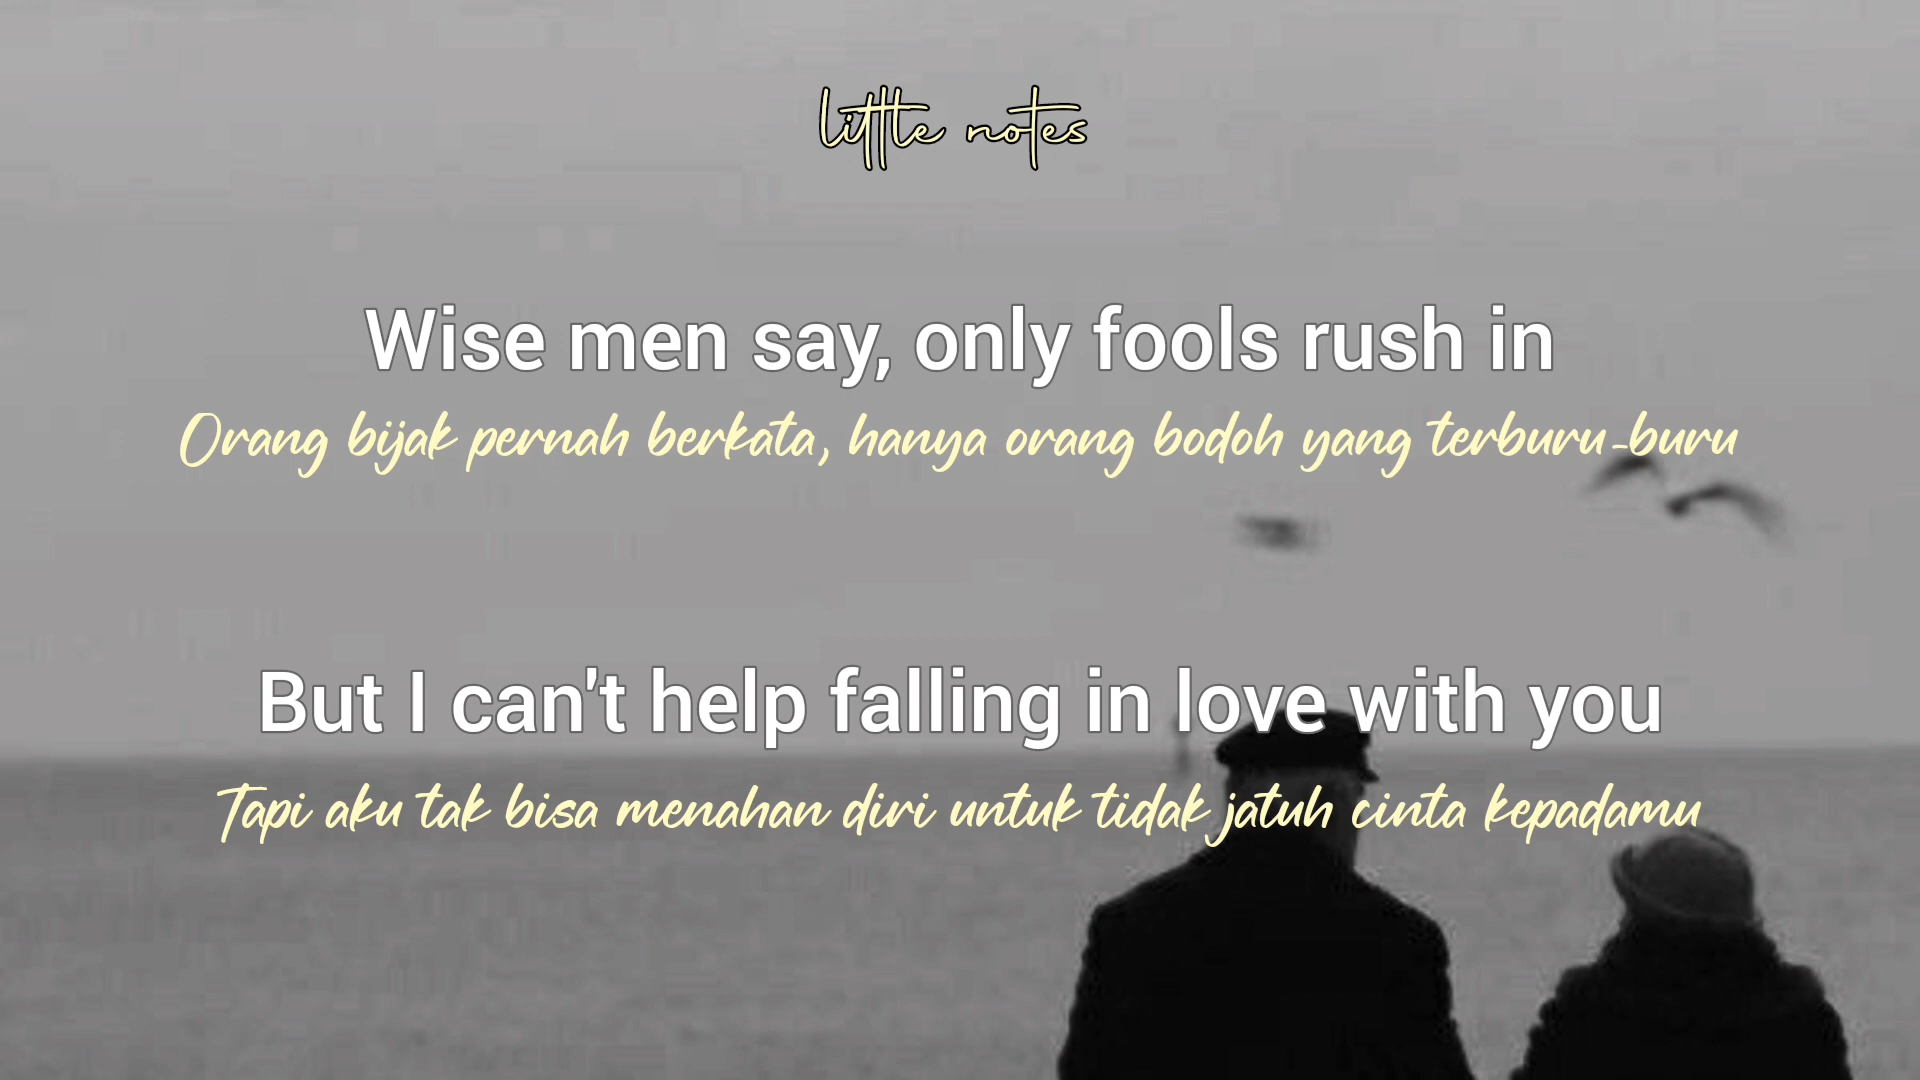 little notes
Wise men say, only fools rush in
Orang bijak pernah berkata, hanya orang bodoh yang terburu-buru
But I can't help falling in love with you
Tapi aku tak bisa menahan diri untuk tidak jatuh cinta kepadamu